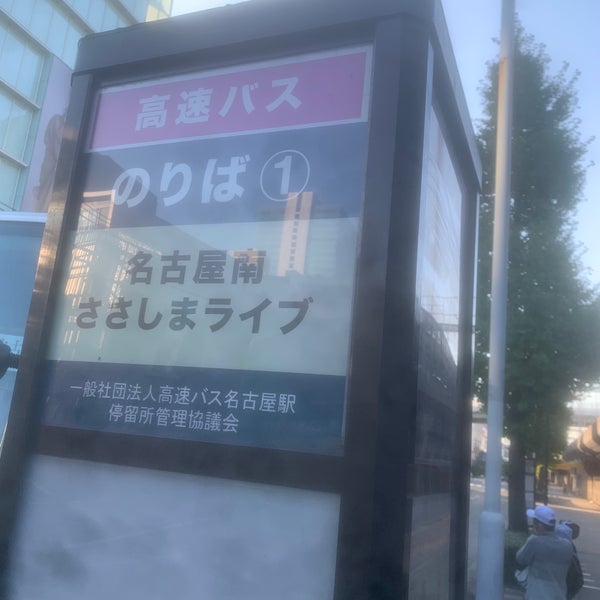 高速バス
のりば①
名古屋南
ささしまライブ
一般社団法人高速バス名古屋駅
停留所管理協議会